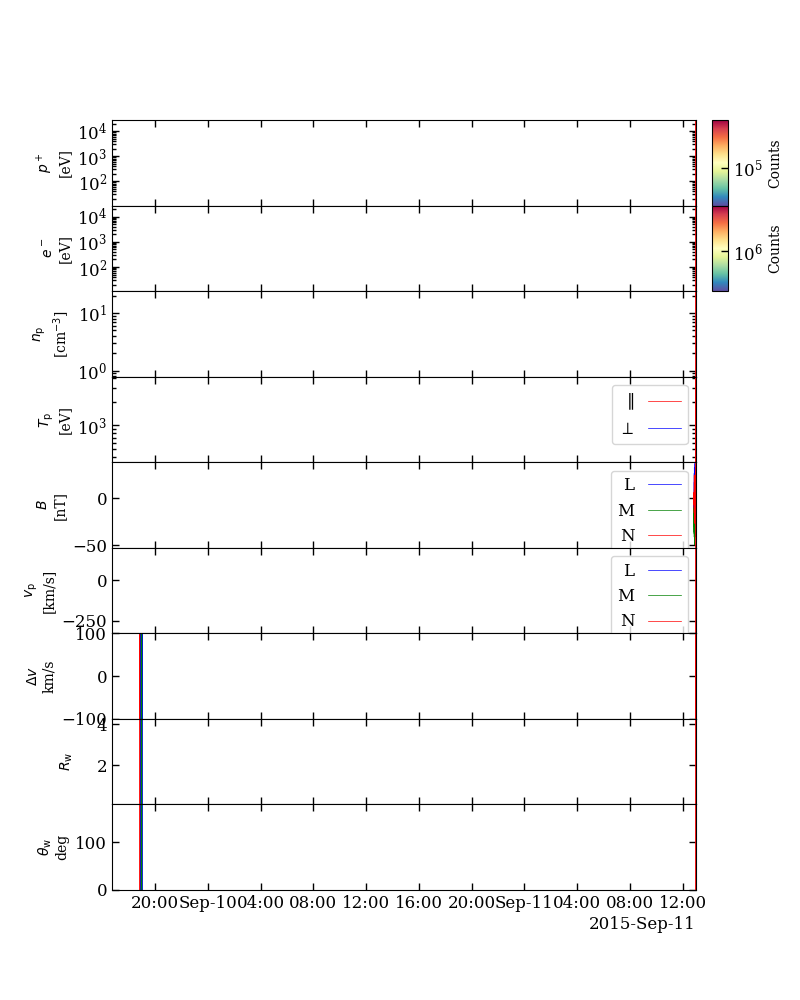 p⁺
[eV]
10⁴
10³
10²
10⁵
Counts
e⁻
[eV]
10⁴
10³
10²
10⁶
Counts
nₚ
[cm⁻³]
10¹
10⁰
Tₚ
[eV]
10³
∥
⊥
B
[nT]
0
−50
L
M
N
vₚ
[km/s]
0
−250
L
M
N
Δv
km/s
100
0
−100
R_w
4
2
θ_w
deg
100
0
20:00 Sep-10 04:00 08:00 12:00 16:00 20:00 Sep-11 04:00 08:00 12:00
2015-Sep-11